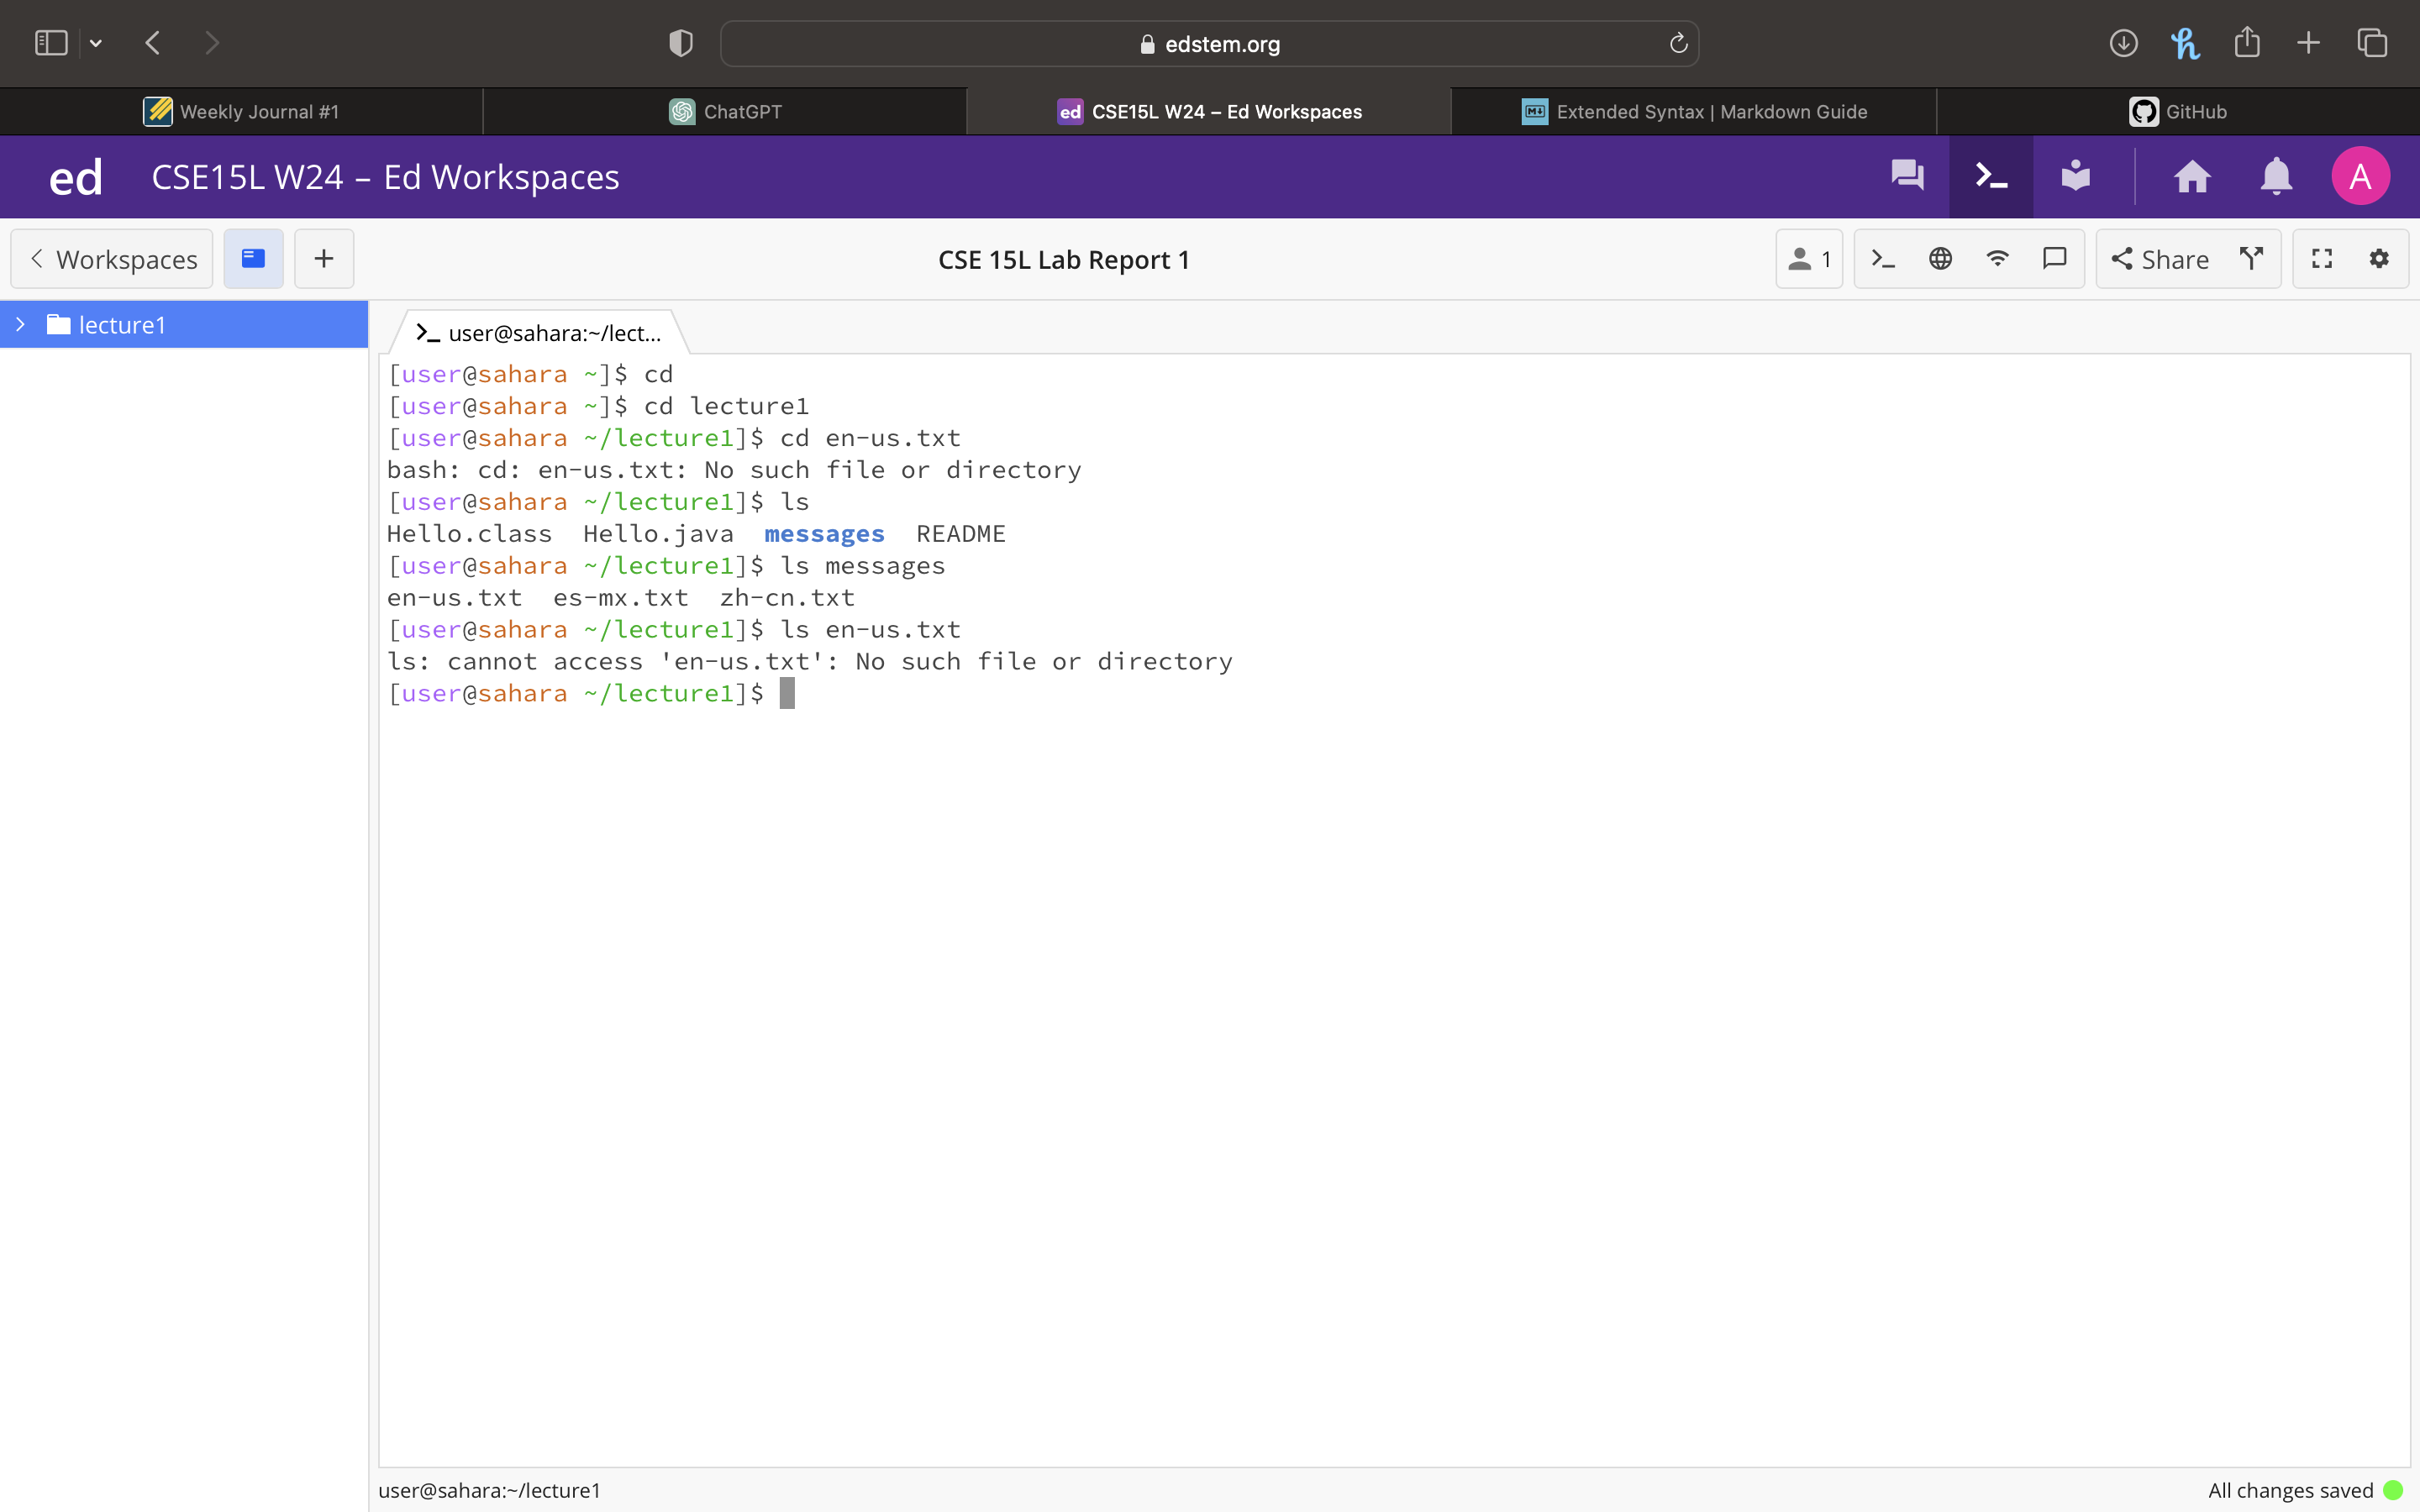 edstem.org
Weekly Journal #1
ChatGPT
ed CSE15L W24 – Ed Workspaces
Extended Syntax | Markdown Guide
GitHub
ed CSE15L W24 – Ed Workspaces
A
Workspaces
CSE 15L Lab Report 1
1
Share
lecture1
user@sahara:~/lect...
[user@sahara ~]$ cd
[user@sahara ~]$ cd lecture1
[user@sahara ~/lecture1]$ cd en-us.txt
bash: cd: en-us.txt: No such file or directory
[user@sahara ~/lecture1]$ ls
Hello.class  Hello.java  messages  README
[user@sahara ~/lecture1]$ ls messages
en-us.txt  es-mx.txt  zh-cn.txt
[user@sahara ~/lecture1]$ ls en-us.txt
ls: cannot access 'en-us.txt': No such file or directory
[user@sahara ~/lecture1]$
user@sahara:~/lecture1
All changes saved